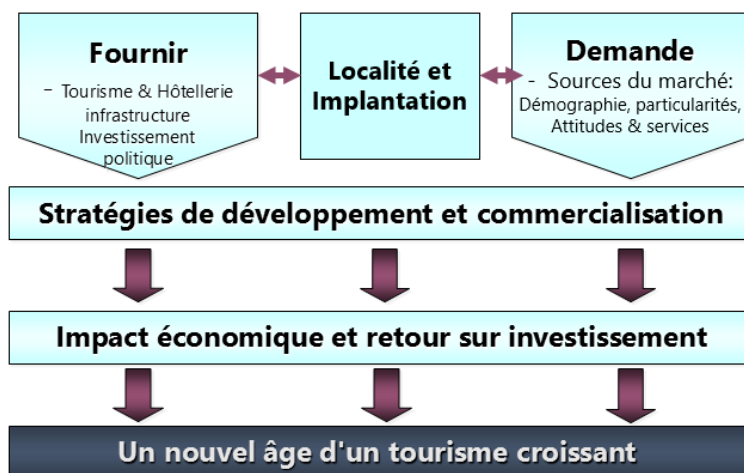 Fournir
- Tourisme & Hôtellerie
infrastructure
Investissement
politique
Localité et
Implantation
Demande
- Sources du marché:
Démographie, particularités,
Attitudes & services
Stratégies de développement et commercialisation
Impact économique et retour sur investissement
Un nouvel âge d'un tourisme croissant